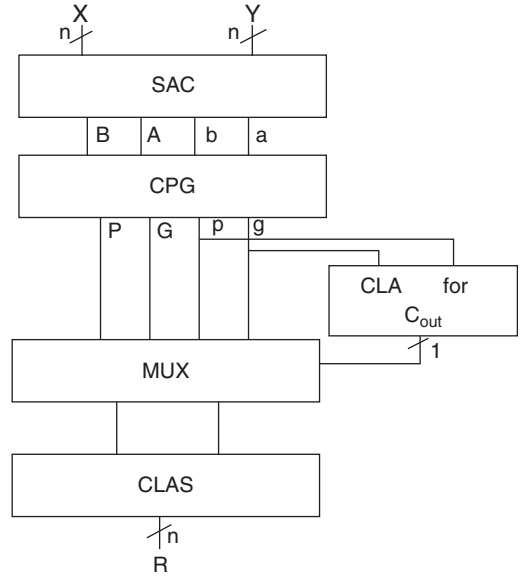 X Y
n n
SAC
B A b a
CPG
P G p g
CLA for
Cout
1
MUX
CLAS
n
R